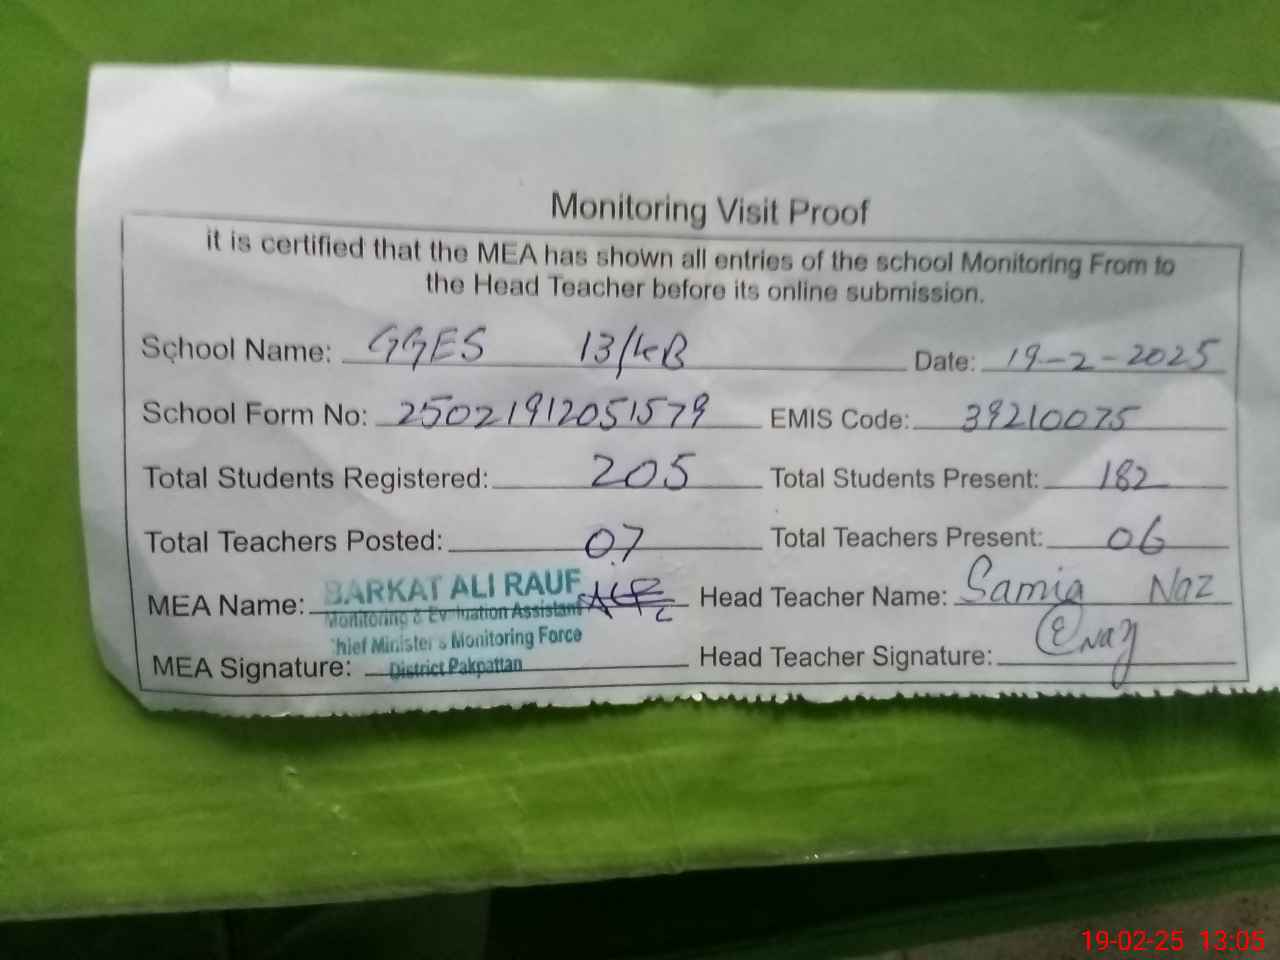 Monitoring Visit Proof
it is certified that the MEA has shown all entries of the school Monitoring From to
the Head Teacher before its online submission.
School Name: GGES 13/KB Date: 19-2-2025
School Form No: 25021912051579 EMIS Code: 39210075
Total Students Registered: 205 Total Students Present: 182
Total Teachers Posted: 07 Total Teachers Present: 06
MEA Name: BARKAT ALI RAUF Head Teacher Name: Samia Naz
Monitoring & Evaluation Assistant
Chief Minister's Monitoring Force
MEA Signature: District Pakpattan Head Teacher Signature: Naz
19-02-25 13:05